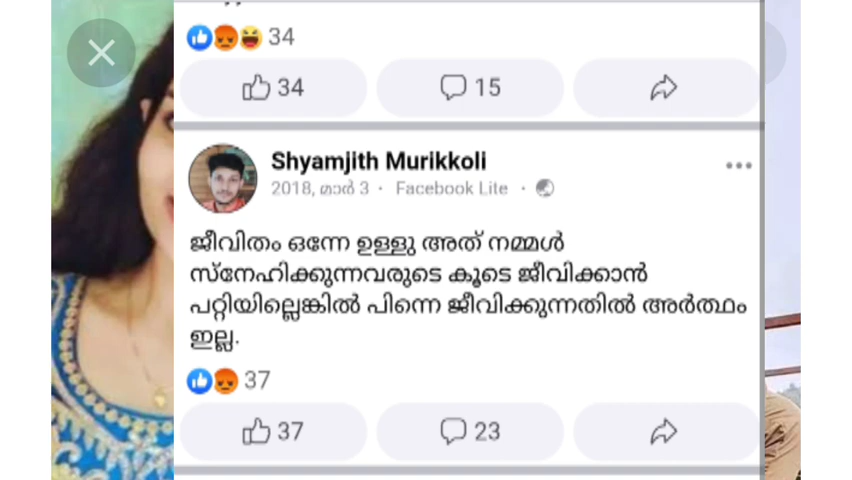 34
34 15
Shyamjith Murikkoli
2018, മാർ 3 · Facebook Lite ·
ജീവിതം ഒന്നേ ഉള്ളു അത് നമ്മൾ
സ്നേഹിക്കുന്നവരുടെ കൂടെ ജീവിക്കാൻ
പറ്റിയില്ലെങ്കിൽ പിന്നെ ജീവിക്കുന്നതിൽ അർത്ഥം
ഇല്ല.
37
37 23